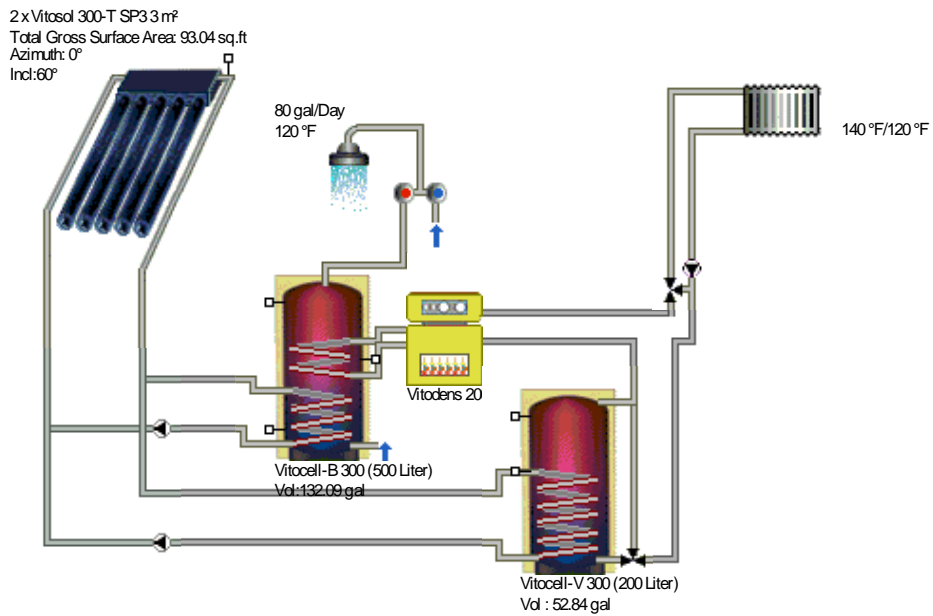 2 x Vitosol 300-T SP3 3 m²
Total Gross Surface Area: 93.04 sq.ft
Azimuth: 0°
Incl:60°
80 gal/Day
120 °F
140 °F/120 °F
Vitodens 20
Vitocell-B 300 (500 Liter)
Vol:132.09 gal
Vitocell-V 300 (200 Liter)
Vol : 52.84 gal